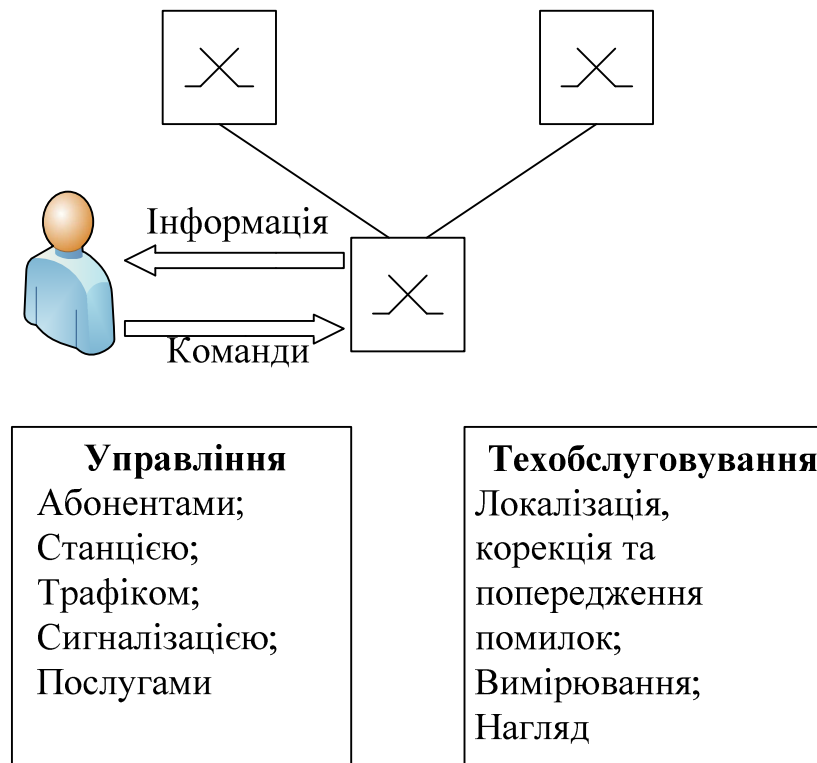 Інформація
Команди
Управління
Абонентами;
Станцією;
Трафіком;
Сигналізацією;
Послугами
Техобслуговування
Локалізація,
корекція та
попередження
помилок;
Вимірювання;
Нагляд